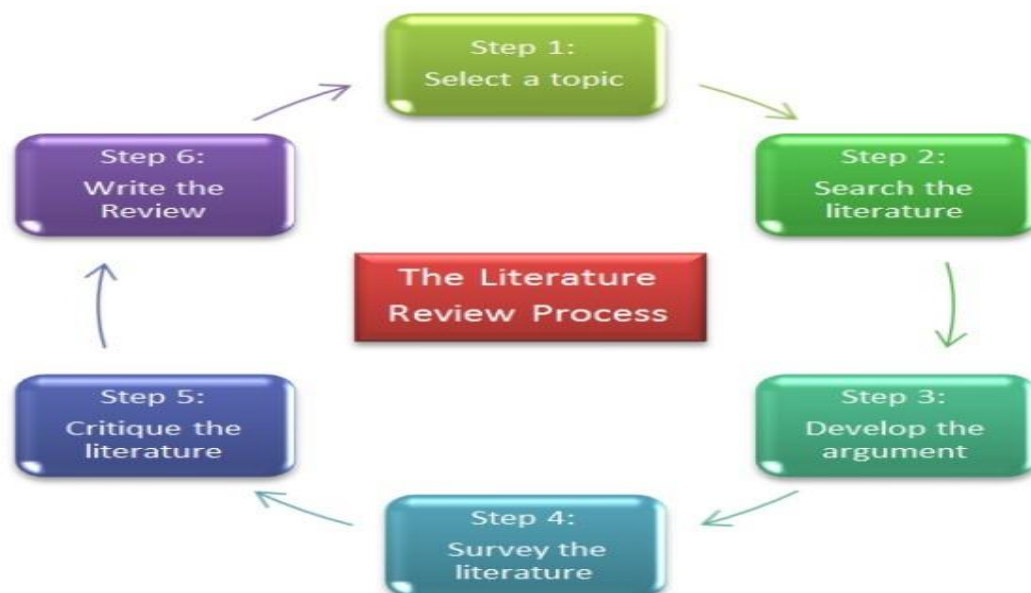 Step 1:
Select a topic
Step 2:
Search the
literature
Step 3:
Develop the
argument
Step 4:
Survey the
literature
Step 5:
Critique the
literature
Step 6:
Write the
Review
The Literature
Review Process